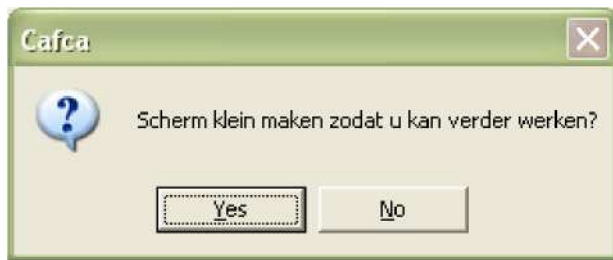 Cafca
Scherm klein maken zodat u kan verder werken?
Yes
No